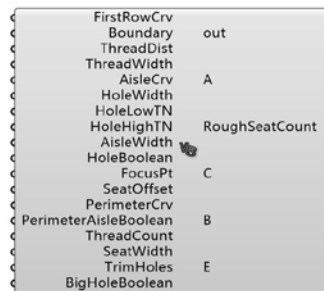 FirstRowCrv
Boundary out
ThreadDist
ThreadWidth
AisleCrv A
HoleWidth
HoleLowTN
HoleHighTN RoughSeatCount
AisleWidth
HoleBoolean
FocusPt C
SeatOffset
PerimeterCrv
PerimeterAisleBoolean B
ThreadCount
SeatWidth
TrimHoles E
BigHoleBoolean